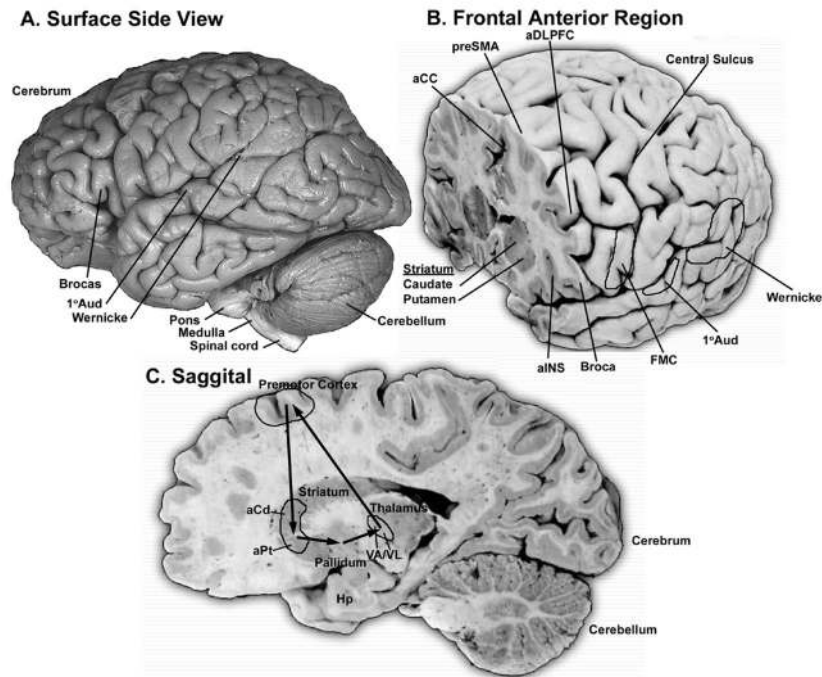 A. Surface Side View
Cerebrum
Brocas
1°Aud
Wernicke
Pons
Medulla
Spinal cord
Cerebellum
B. Frontal Anterior Region
aDLPFC
preSMA
Central Sulcus
aCC
Striatum
Caudate
Putamen
Wernicke
1°Aud
FMC
Broca
aINS
C. Saggital
Premotor Cortex
Striatum
aCd
Thalamus
aPt
VA/VL
Pallidum
Hp
Cerebrum
Cerebellum